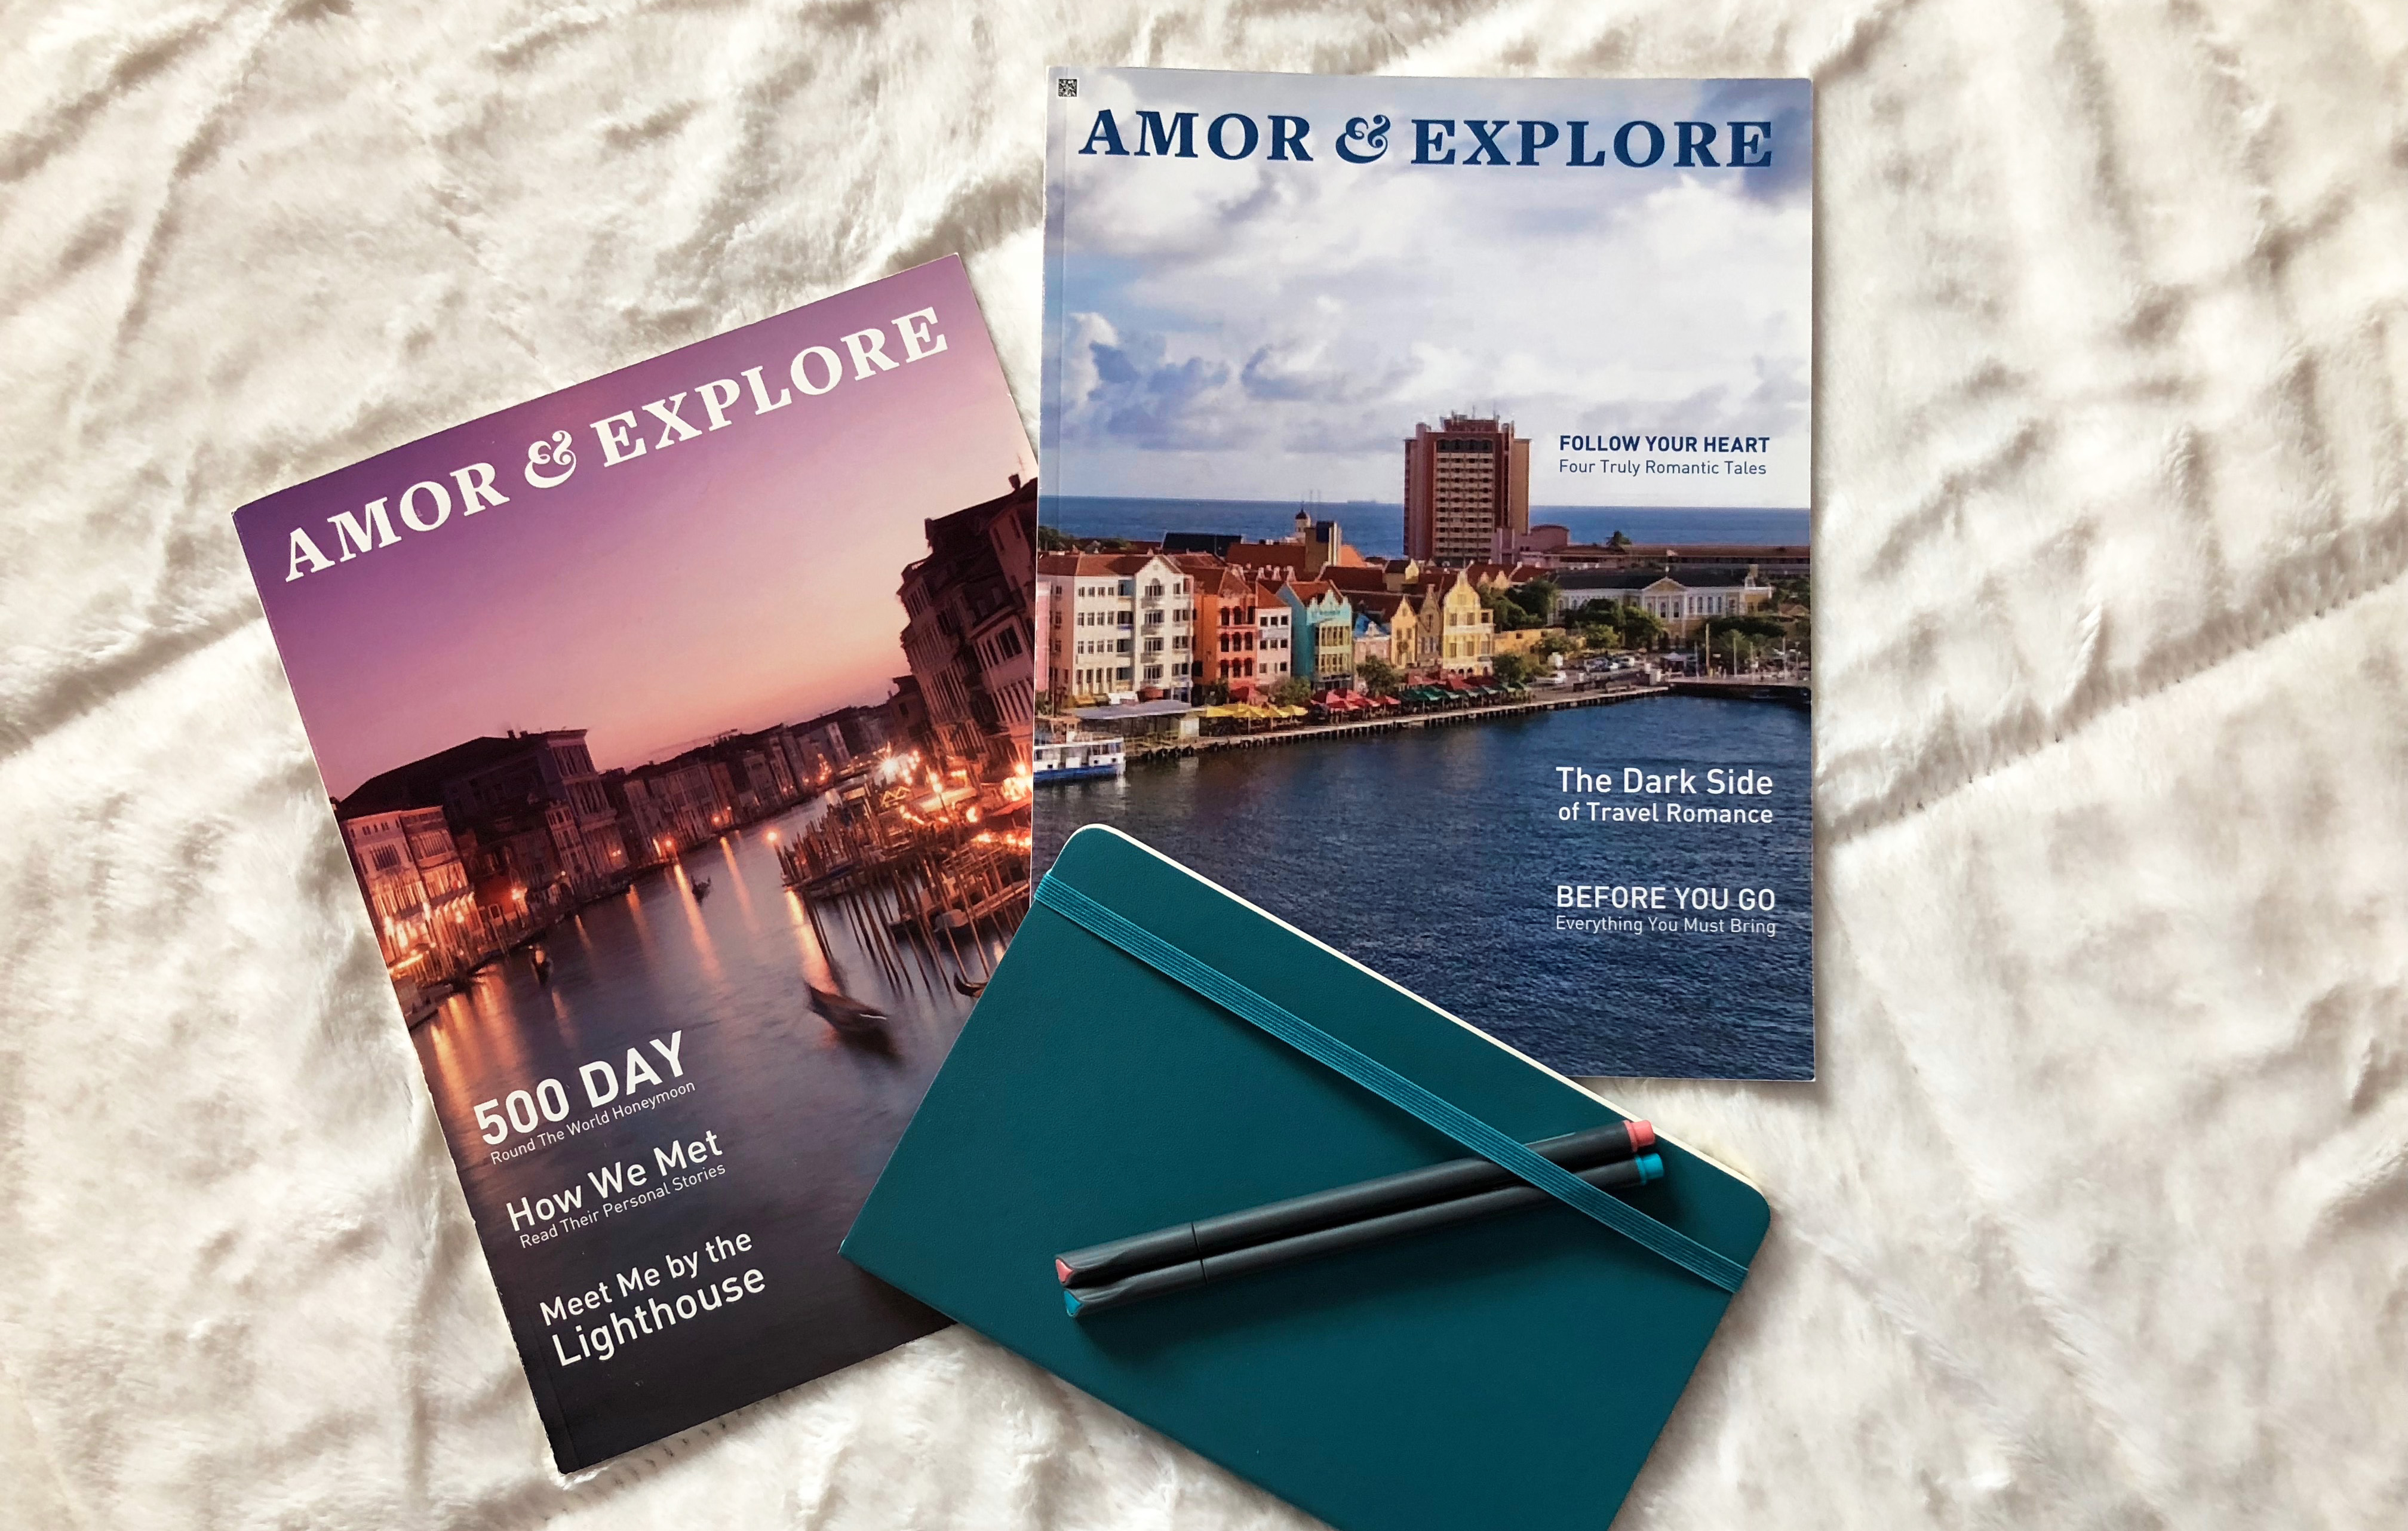 AMOR & EXPLORE
500 DAY
Round The World Honeymoon
How We Met
Read Their Personal Stories
Meet Me by the
Lighthouse
AMOR & EXPLORE
FOLLOW YOUR HEART
Four Truly Romantic Tales
The Dark Side
of Travel Romance
BEFORE YOU GO
Everything You Must Bring